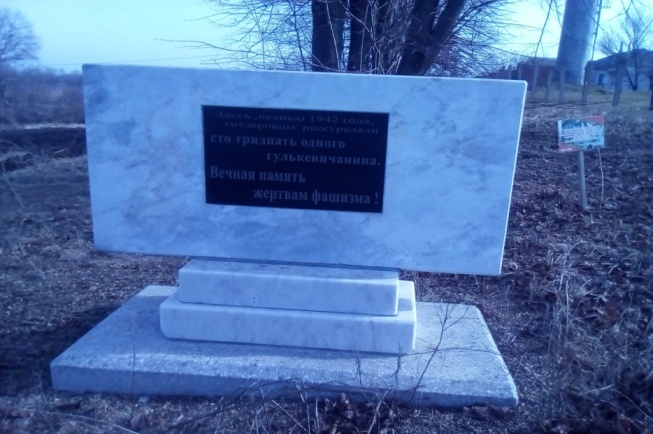 Здесь ,осенью 1942 года,
гитлеровцы расстреляли
сто тридцать одного
гулькевичанина.
Вечная память
жертвам фашизма !